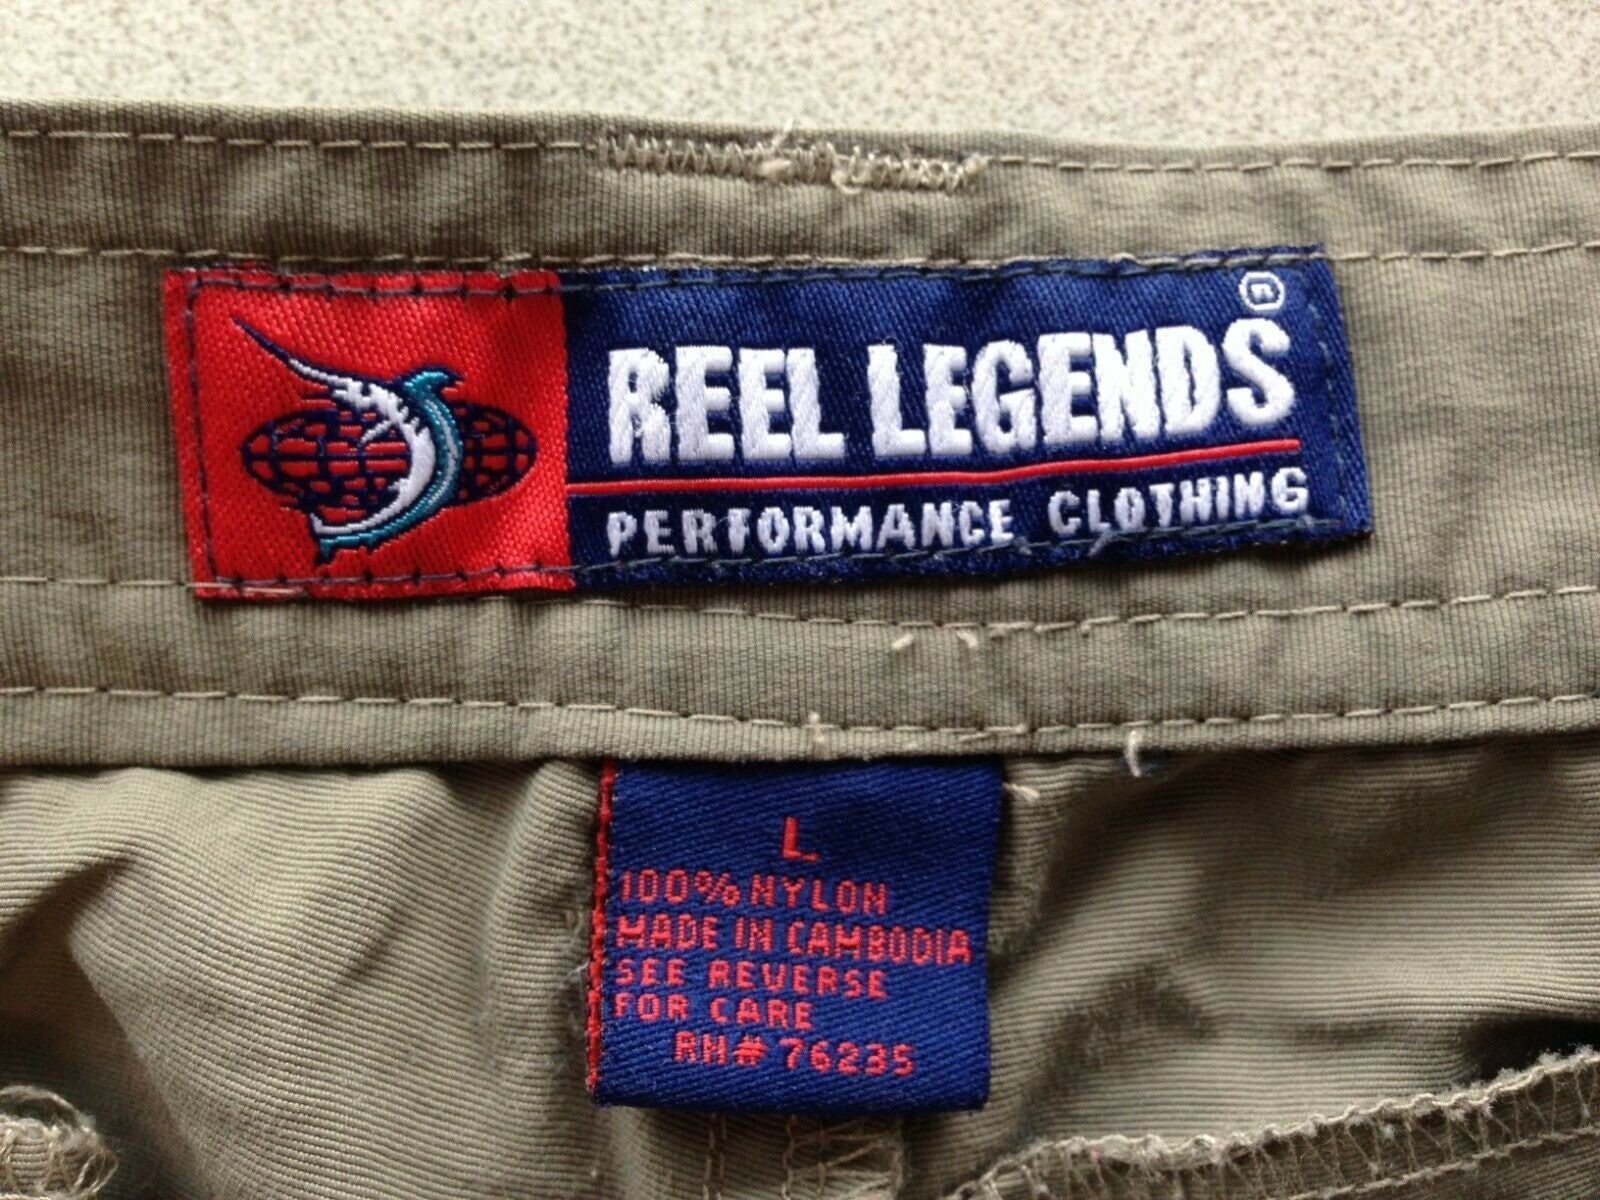 REEL LEGENDS ®
PERFORMANCE CLOTHING
L
100% NYLON
MADE IN CAMBODIA
SEE REVERSE
FOR CARE
RN# 76235